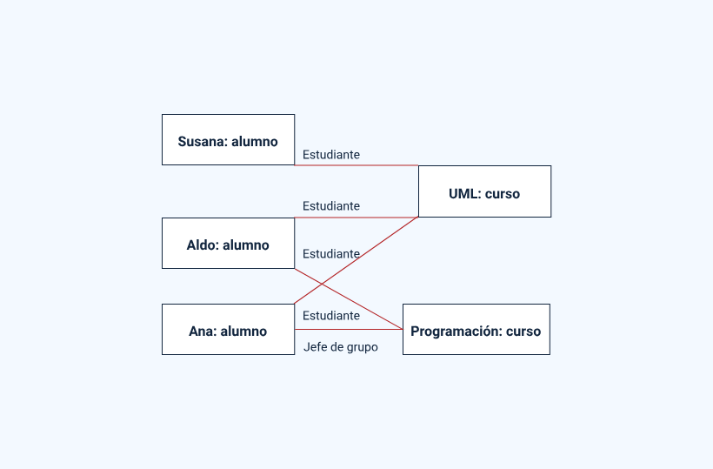 Susana: alumno
Estudiante
UML: curso
Estudiante
Aldo: alumno
Estudiante
Estudiante
Ana: alumno
Programación: curso
Jefe de grupo